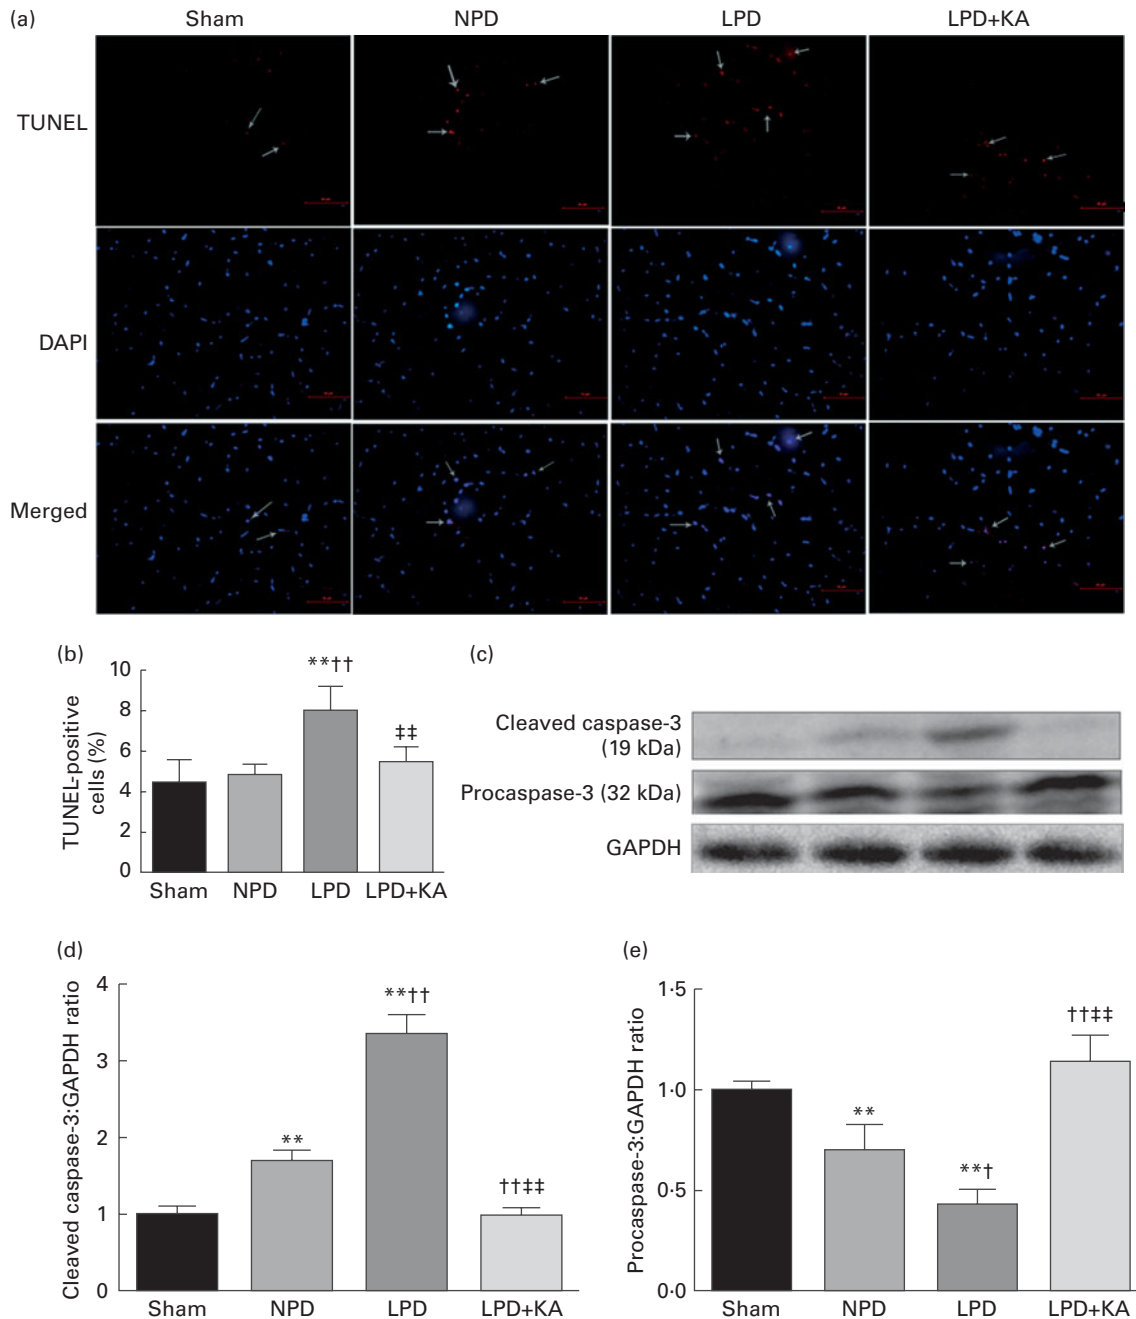 (a)
Sham NPD LPD LPD+KA
TUNEL
DAPI
Merged
(b)
TUNEL-positive
cells (%)
10
8
6
4
2
0
**††
‡‡
Sham NPD LPD LPD+KA
(c)
Cleaved caspase-3
(19 kDa)
Procaspase-3 (32 kDa)
GAPDH
(d)
Cleaved caspase-3:GAPDH ratio
4
3
2
1
0
**
**††
††‡‡
Sham NPD LPD LPD+KA
(e)
Procaspase-3:GAPDH ratio
1·5
1·0
0·5
0·0
**
**†
††‡‡
Sham NPD LPD LPD+KA